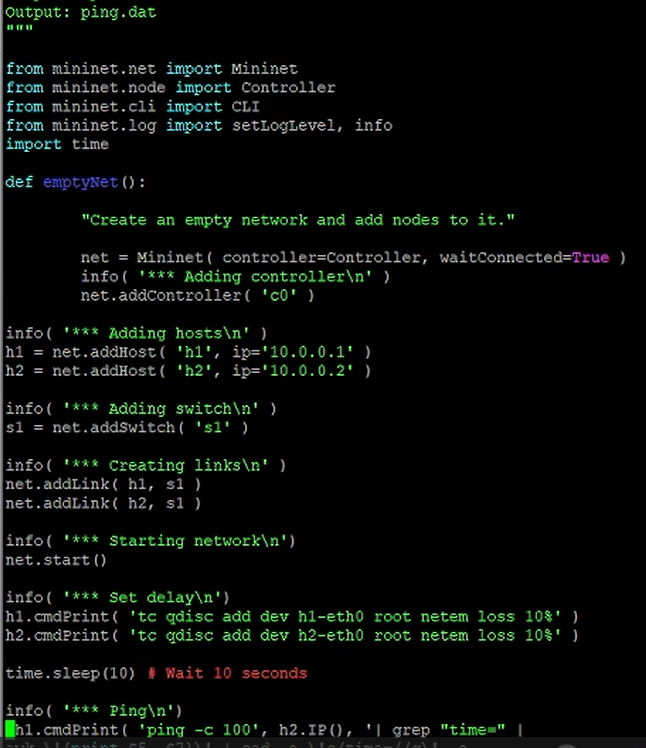 Output: ping.dat
"""
from mininet.net import Mininet
from mininet.node import Controller
from mininet.cli import CLI
from mininet.log import setLogLevel, info
import time
def emptyNet():
"Create an empty network and add nodes to it."
net = Mininet( controller=Controller, waitConnected=True )
info( '*** Adding controller\n' )
net.addController( 'c0' )
info( '*** Adding hosts\n' )
h1 = net.addHost( 'h1', ip='10.0.0.1' )
h2 = net.addHost( 'h2', ip='10.0.0.2' )
info( '*** Adding switch\n' )
s1 = net.addSwitch( 's1' )
info( '*** Creating links\n' )
net.addLink( h1, s1 )
net.addLink( h2, s1 )
info( '*** Starting network\n')
net.start()
info( '*** Set delay\n')
h1.cmdPrint( 'tc qdisc add dev h1-eth0 root netem loss 10%' )
h2.cmdPrint( 'tc qdisc add dev h2-eth0 root netem loss 10%' )
time.sleep(10) # Wait 10 seconds
info( '*** Ping\n')
h1.cmdPrint( 'ping -c 100', h2.IP(), '| grep "time=" |